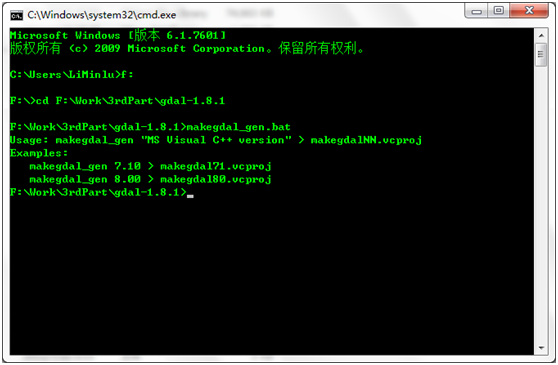 C:\Windows\system32\cmd.exe
Microsoft Windows [版本 6.1.7601]
版权所有 (c) 2009 Microsoft Corporation。保留所有权利。
C:\Users\LiMinlu>f:
F:\>cd F:\Work\3rdPart\gdal-1.8.1
F:\Work\3rdPart\gdal-1.8.1>makegdal_gen.bat
Usage: makegdal_gen "MS Visual C++ version" > makegdalNN.vcproj
Examples:
makegdal_gen 7.10 > makegdal71.vcproj
makegdal_gen 8.00 > makegdal80.vcproj
F:\Work\3rdPart\gdal-1.8.1>